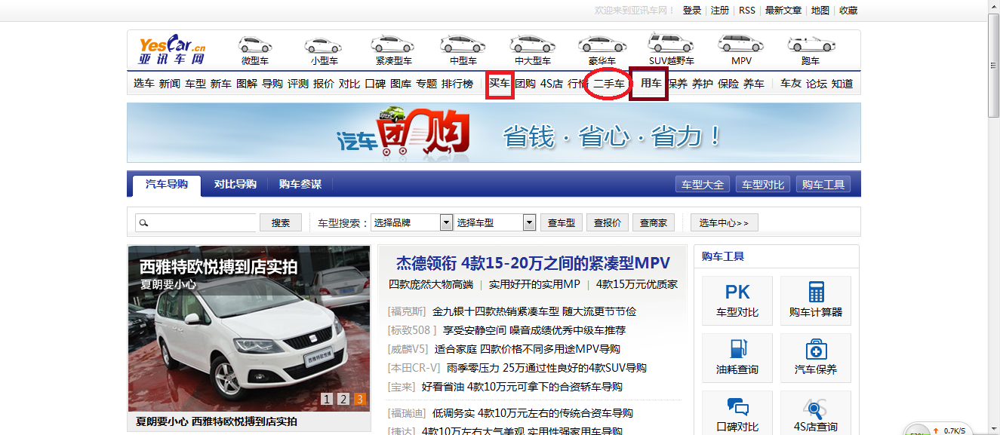 欢迎来到亚讯车网！ 登录 | 注册 | RSS | 最新文章 | 地图 | 收藏
YesCar.cn
亚讯车网
微型车 小型车 紧凑型车 中型车 中大型车 豪华车 SUV越野车 MPV 跑车
选车 新闻 车型 新车 图解 导购 评测 报价 对比 口碑 图库 专题 排行榜 | 买车 团购 4S店 行情 二手车 用车 保养 养护 保险 养车 | 车友 论坛 知道
汽车团购 省钱·省心·省力！
汽车导购 对比导购 购车参谋 车型大全 车型对比 购车工具
搜索 车型搜索： 选择品牌 选择车型 查车型 查报价 查商家 选车中心>>
西雅特欧悦搏到店实拍
夏朗要小心
西雅特欧悦搏
1 2 3
夏朗要小心 西雅特欧悦搏到店实拍
杰德领衔 4款15-20万之间的紧凑型MPV
四款庞然大物高端 | 实用好开的实用MP | 4款15万元优质家
[福克斯] 金九银十四款热销紧凑车型 随大流更节节俭
[标致508 ] 享受安静空间 噪音成绩优秀中级车推荐
[威麟V5] 适合家庭 四款价格不同多用途MPV导购
[本田CR-V] 雨季零压力 25万通过性良好的4款SUV导购
[宝来] 好看省油 4款10万元可拿下的合资轿车导购
[福瑞迪] 低调务实 4款10万元左右的传统合资车导购
[捷达] 4款10万左右大气美观 实用性强家用车导购
购车工具
PK
车型对比 购车计算器
油耗查询 汽车保养
4S
口碑对比 4S店查询
0.7K/S